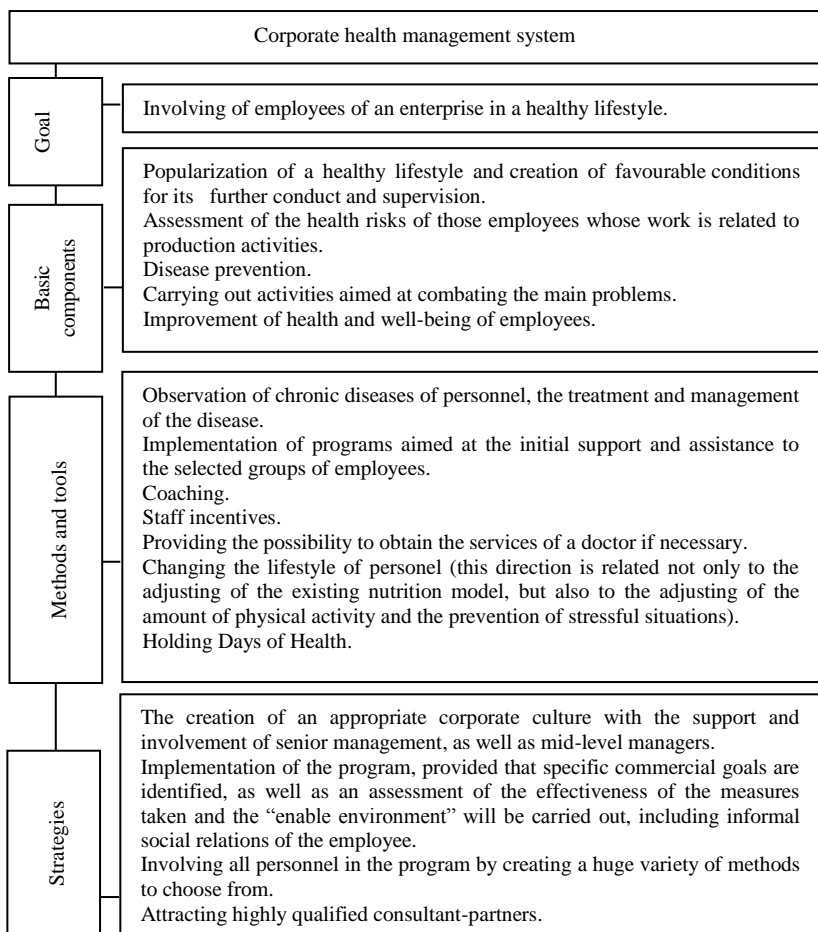 Corporate health management system
Goal
Involving of employees of an enterprise in a healthy lifestyle.
Basic
components
Popularization of a healthy lifestyle and creation of favourable conditions
for its further conduct and supervision.
Assessment of the health risks of those employees whose work is related to
production activities.
Disease prevention.
Carrying out activities aimed at combating the main problems.
Improvement of health and well-being of employees.
Methods and tools
Observation of chronic diseases of personnel, the treatment and management
of the disease.
Implementation of programs aimed at the initial support and assistance to
the selected groups of employees.
Coaching.
Staff incentives.
Providing the possibility to obtain the services of a doctor if necessary.
Changing the lifestyle of personel (this direction is related not only to the
adjusting of the existing nutrition model, but also to the adjusting of the
amount of physical activity and the prevention of stressful situations).
Holding Days of Health.
Strategies
The creation of an appropriate corporate culture with the support and
involvement of senior management, as well as mid-level managers.
Implementation of the program, provided that specific commercial goals are
identified, as well as an assessment of the effectiveness of the measures
taken and the “enable environment” will be carried out, including informal
social relations of the employee.
Involving all personnel in the program by creating a huge variety of methods
to choose from.
Attracting highly qualified consultant-partners.